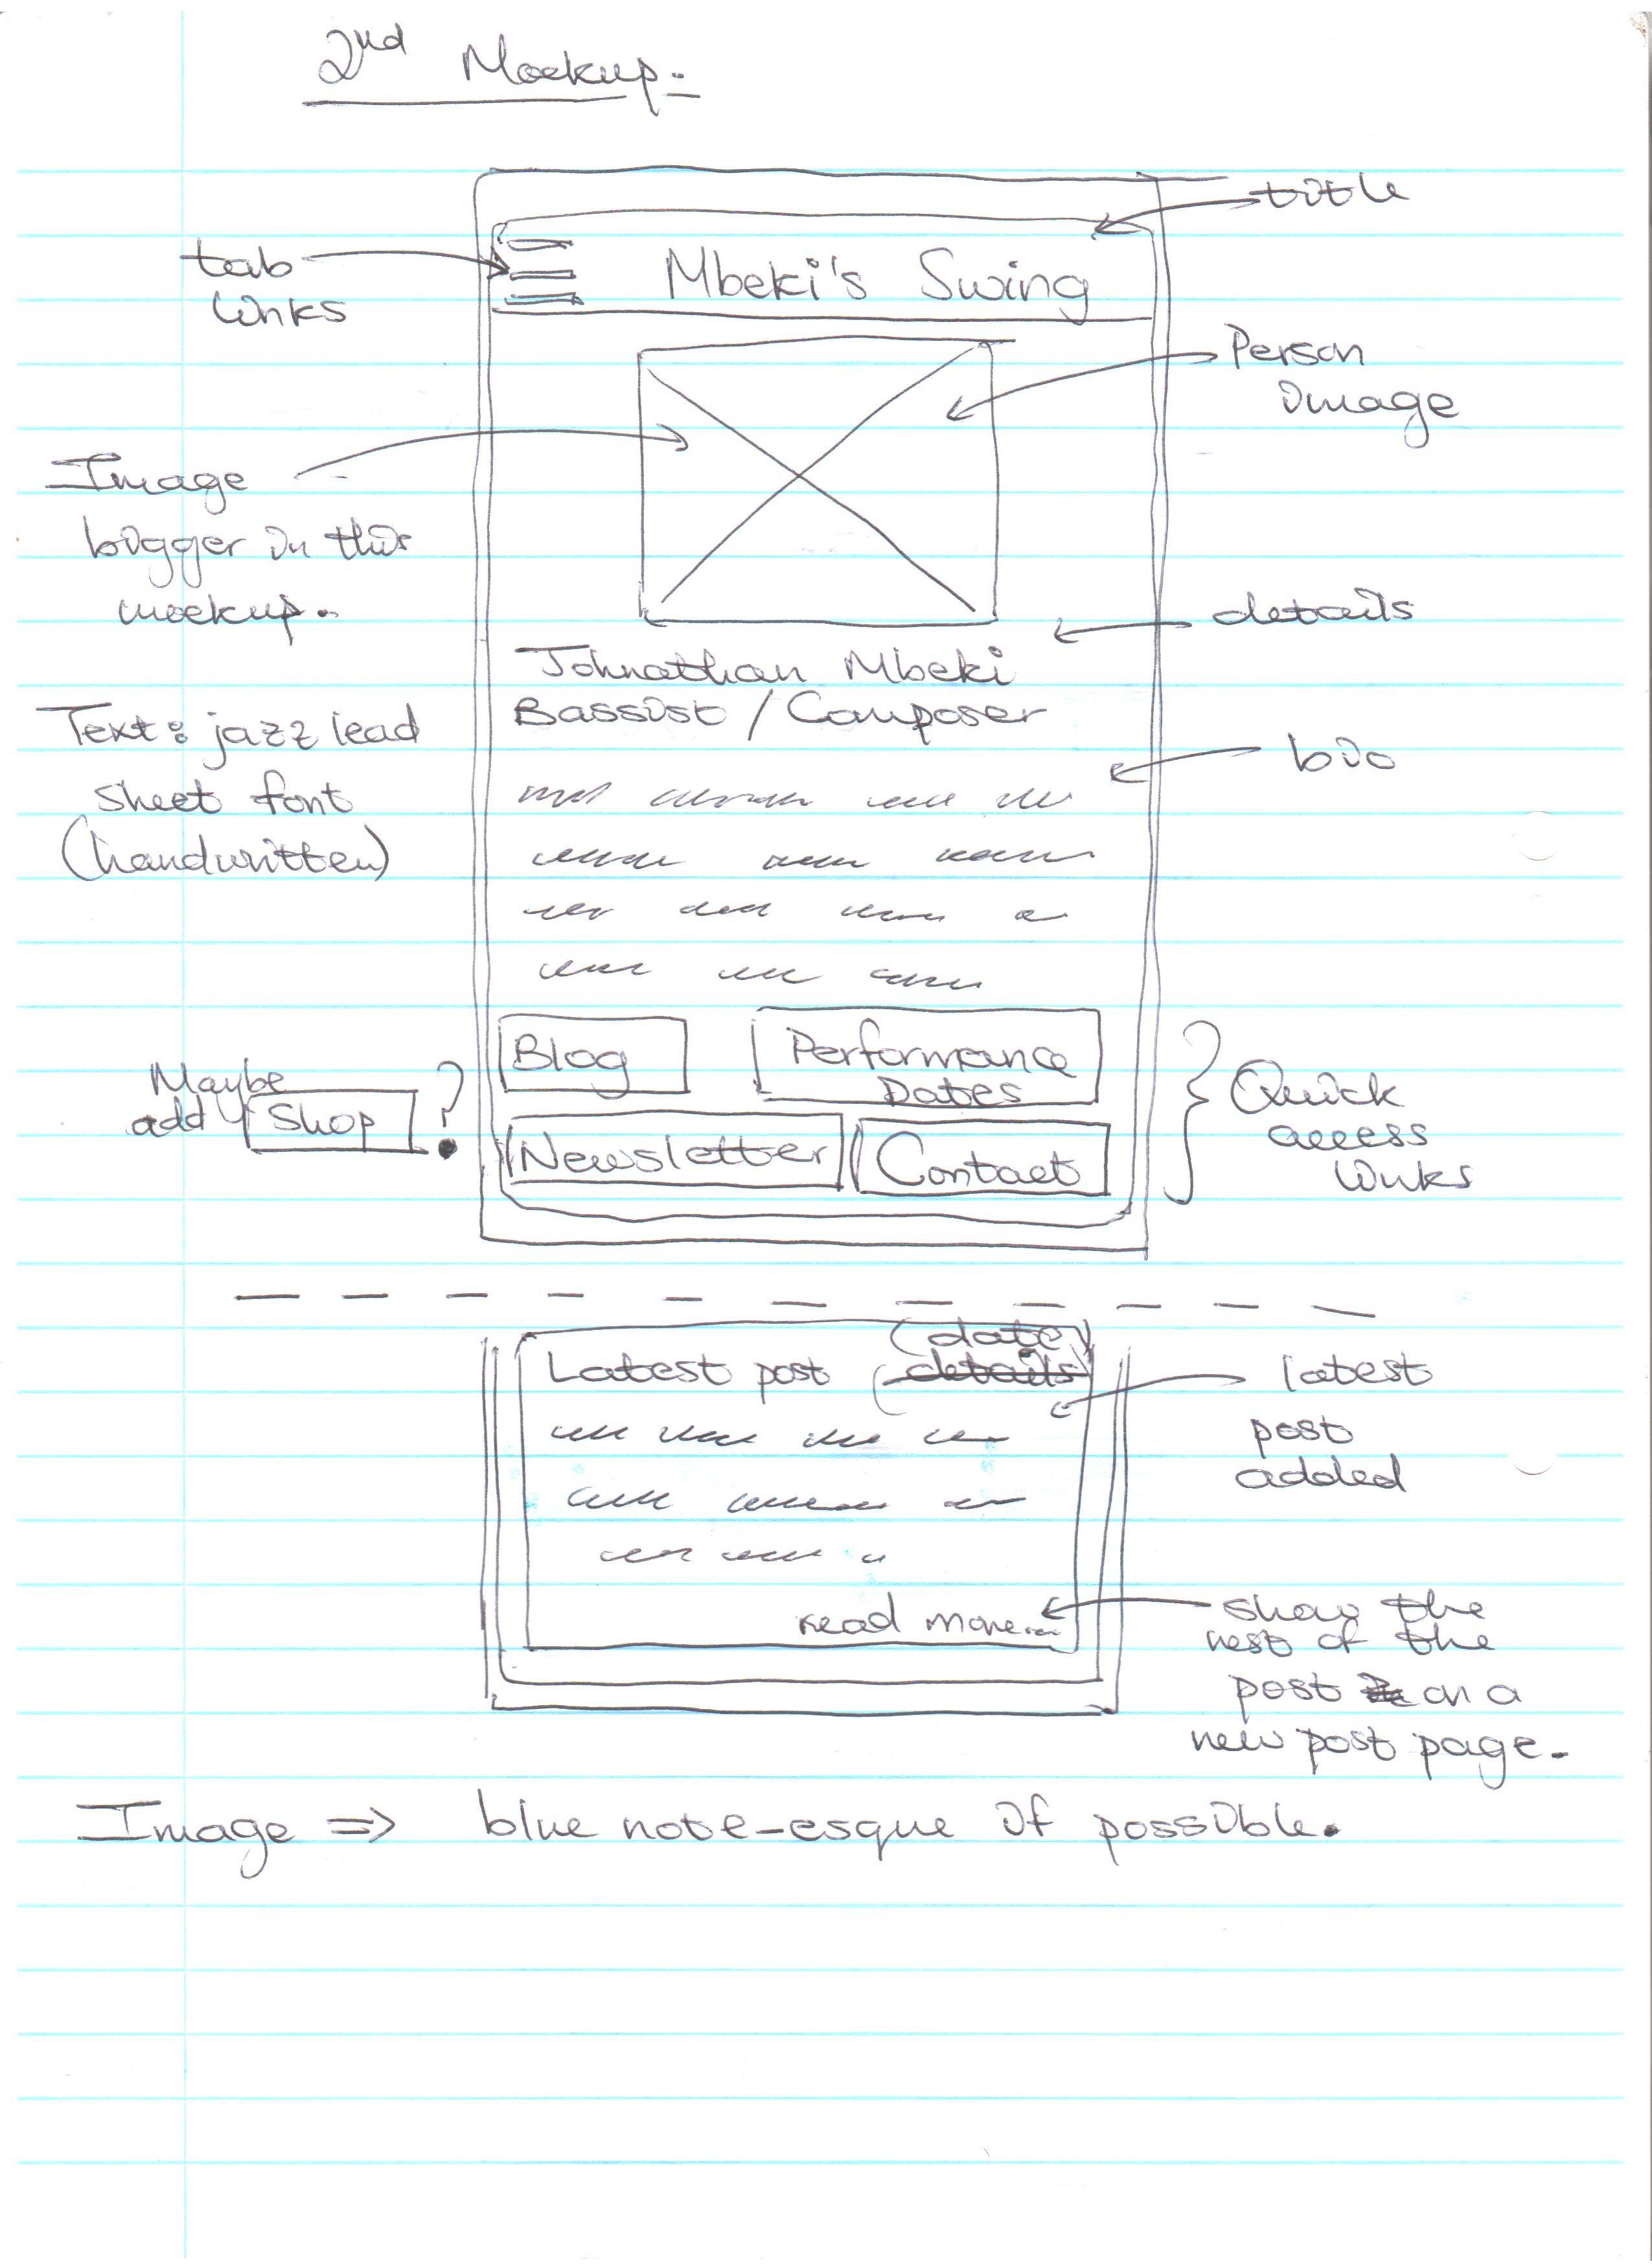 2nd Mockup.
title
tab
links
Mbeki's Swing
Person
image
Image
bigger in this
mockup.
details
Johnathan Mbeki
Bassist / Composer
Text: jazz lead
sheet font
(handwritten)
bio
Blog
Performance
Dates
Maybe
add Shop ?
Newsletter
Contact
Quick
access
links
(date)
Latest post (details
latest
post
added
read more...
show the
rest of the
post on a
new post page.
Image => blue note-esque if possible.